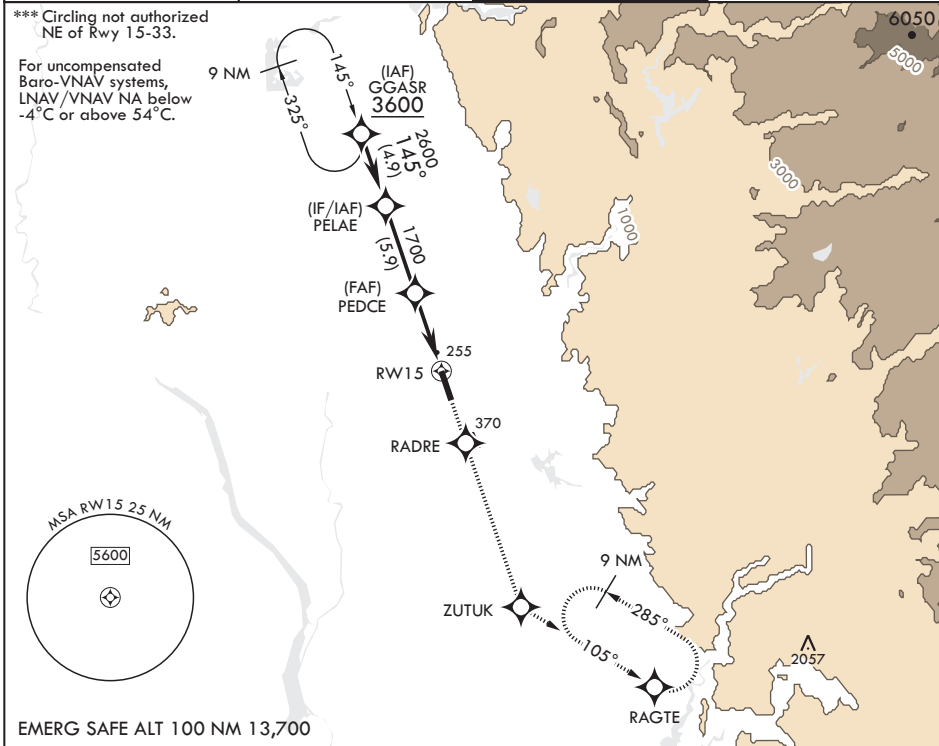 *** Circling not authorized
NE of Rwy 15-33.
For uncompensated
Baro-VNAV systems,
LNAV/VNAV NA below
-4°C or above 54°C.
9 NM
145°
325°
(IAF)
GGASR
3600
2600
145°
(4.9)
(IF/IAF)
PELAE
1700
(5.9)
(FAF)
PEDCE
255
RW15
370
RADRE
6050
5000
3000
1000
MSA RW15 25 NM
5600
ZUTUK
9 NM
285°
105°
RAGTE
2057
EMERG SAFE ALT 100 NM 13,700